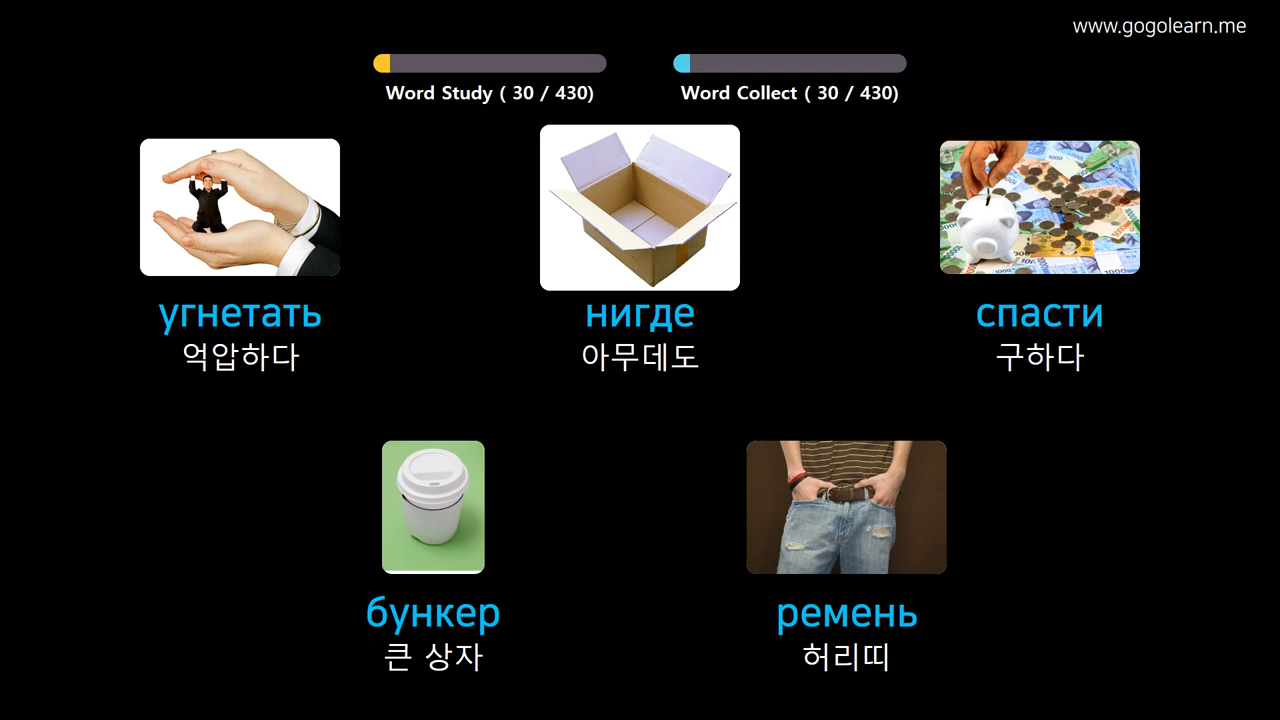 www.gogolearn.me
Word Study ( 30 / 430)
Word Collect ( 30 / 430)
угнетать
억압하다
нигде
아무데도
спасти
구하다
бункер
큰 상자
ремень
허리띠